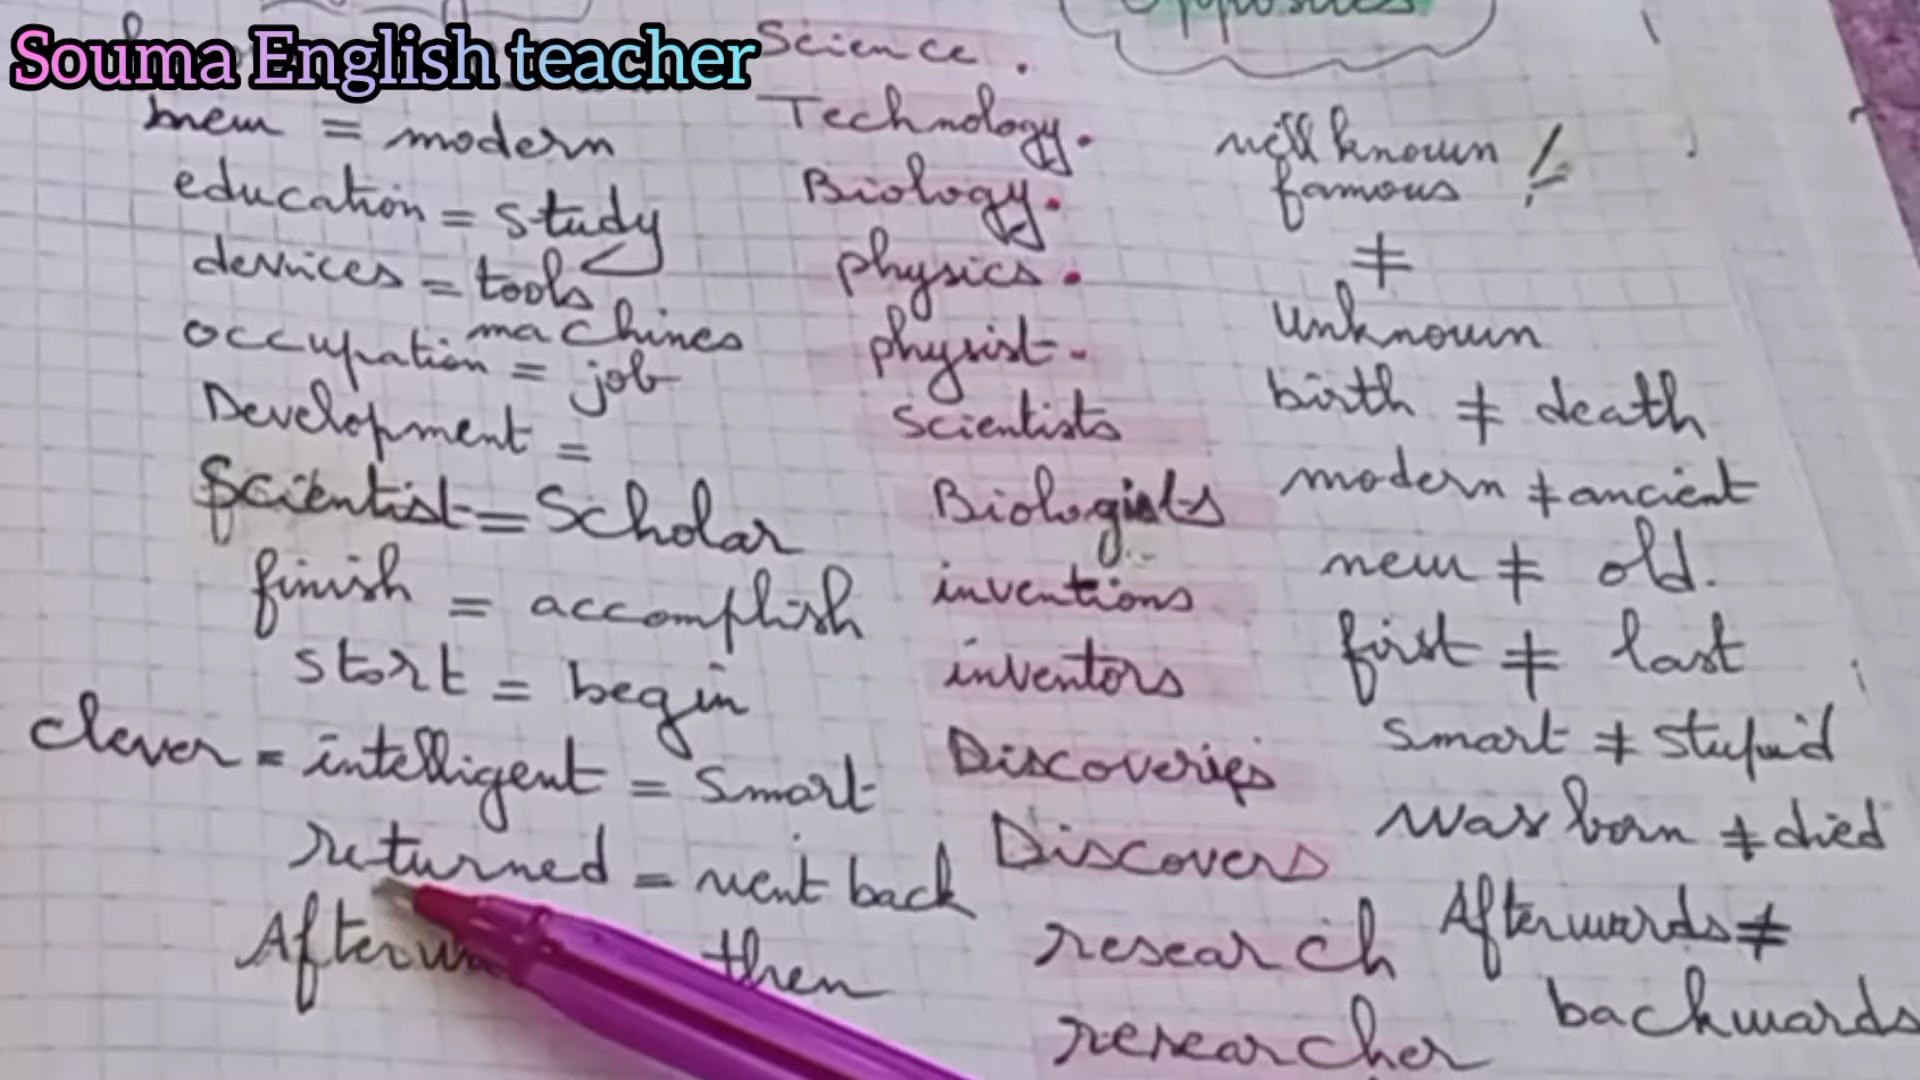 Souma English teacher
new = modern
education = study
devices = tools
machines
occupation = job
Development =
Scientist = Scholar
finish = accomplish
start = begin
clever = intelligent = smart
returned = went back
then
Science.
Technology.
Biology.
physics.
physist.
Scientists
Biologists
inventions
inventors
Discoveries
Discovers
research
researcher
Opposites
well known
famous
≠
unknown
birth ≠ death
modern ≠ ancient
new ≠ old.
first ≠ last
smart ≠ stupid
was born ≠ died
Afterwards ≠
backwards